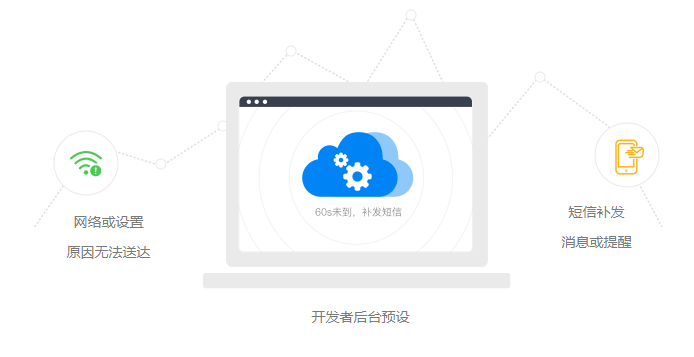 60s未到，补发短信
网络或设置
原因无法送达
短信补发
消息或提醒
开发者后台预设